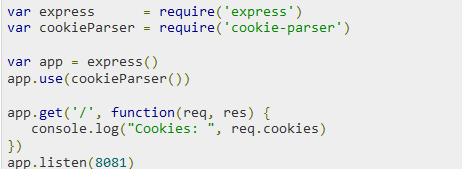 var express      = require('express')
var cookieParser = require('cookie-parser')

var app = express()
app.use(cookieParser())

app.get('/', function(req, res) {
   console.log("Cookies: ", req.cookies)
})
app.listen(8081)